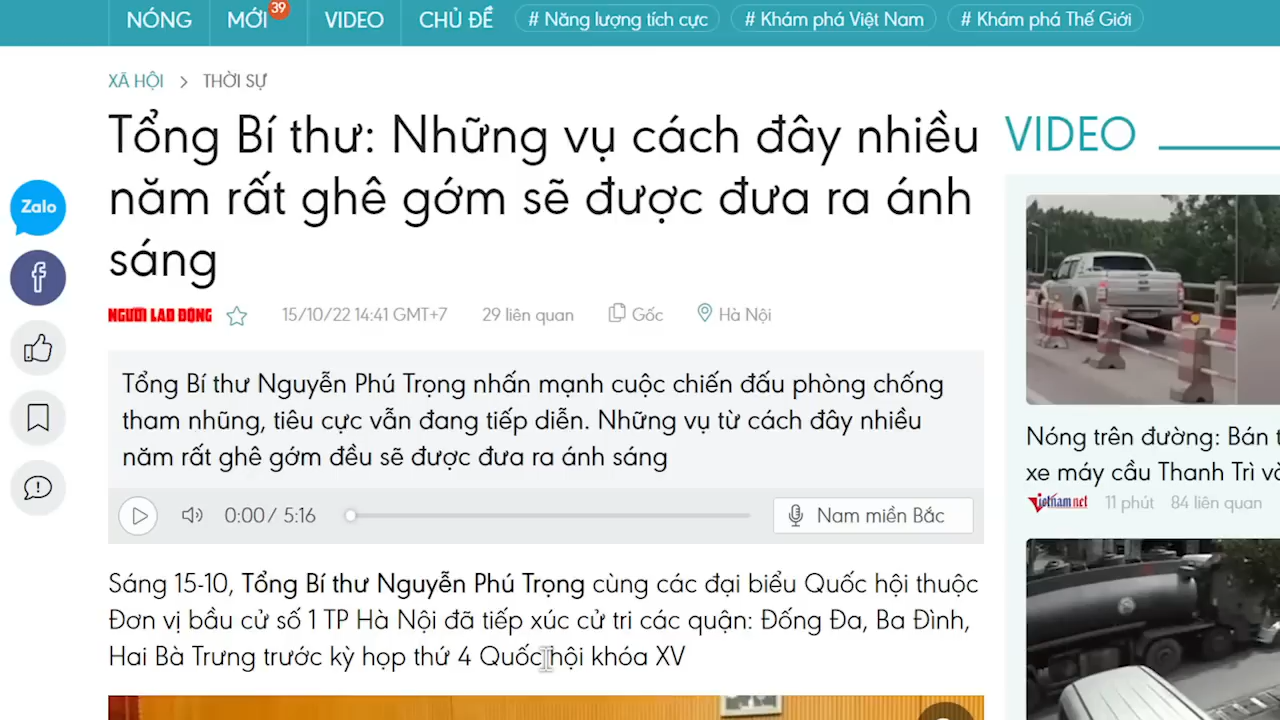 NÓNG MỚI 39 VIDEO CHỦ ĐỀ # Năng lượng tích cực # Khám phá Việt Nam # Khám phá Thế Giới
XÃ HỘI > THỜI SỰ
Tổng Bí thư: Những vụ cách đây nhiều
năm rất ghê gớm sẽ được đưa ra ánh
sáng
NGƯỜI LAO ĐỘNG 15/10/22 14:41 GMT+7 29 liên quan Gốc Hà Nội
Tổng Bí thư Nguyễn Phú Trọng nhấn mạnh cuộc chiến đấu phòng chống
tham nhũng, tiêu cực vẫn đang tiếp diễn. Những vụ từ cách đây nhiều
năm rất ghê gớm đều sẽ được đưa ra ánh sáng
0:00 / 5:16 Nam miền Bắc
Sáng 15-10, Tổng Bí thư Nguyễn Phú Trọng cùng các đại biểu Quốc hội thuộc
Đơn vị bầu cử số 1 TP Hà Nội đã tiếp xúc cử tri các quận: Đống Đa, Ba Đình,
Hai Bà Trưng trước kỳ họp thứ 4 Quốc hội khóa XV
Zalo
VIDEO
Nóng trên đường: Bán t
xe máy cầu Thanh Trì và
Vietnamnet 11 phút 84 liên quan